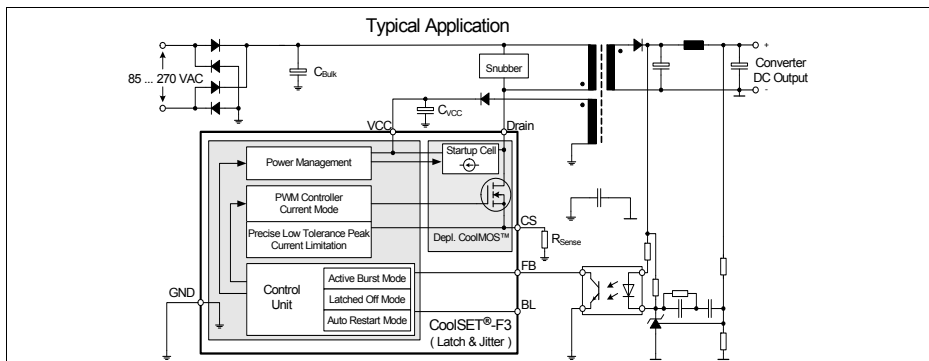 Typical Application
85 ... 270 VAC
CBulk
Snubber
+
Converter
DC Output
-
CVCC
VCC
Drain
Startup Cell
Power Management
PWM Controller
Current Mode
Precise Low Tolerance Peak
Current Limitation
Depl. CoolMOS™
CS
RSense
FB
Control
Unit
Active Burst Mode
Latched Off Mode
Auto Restart Mode
GND
BL
CoolSET®-F3
( Latch & Jitter )